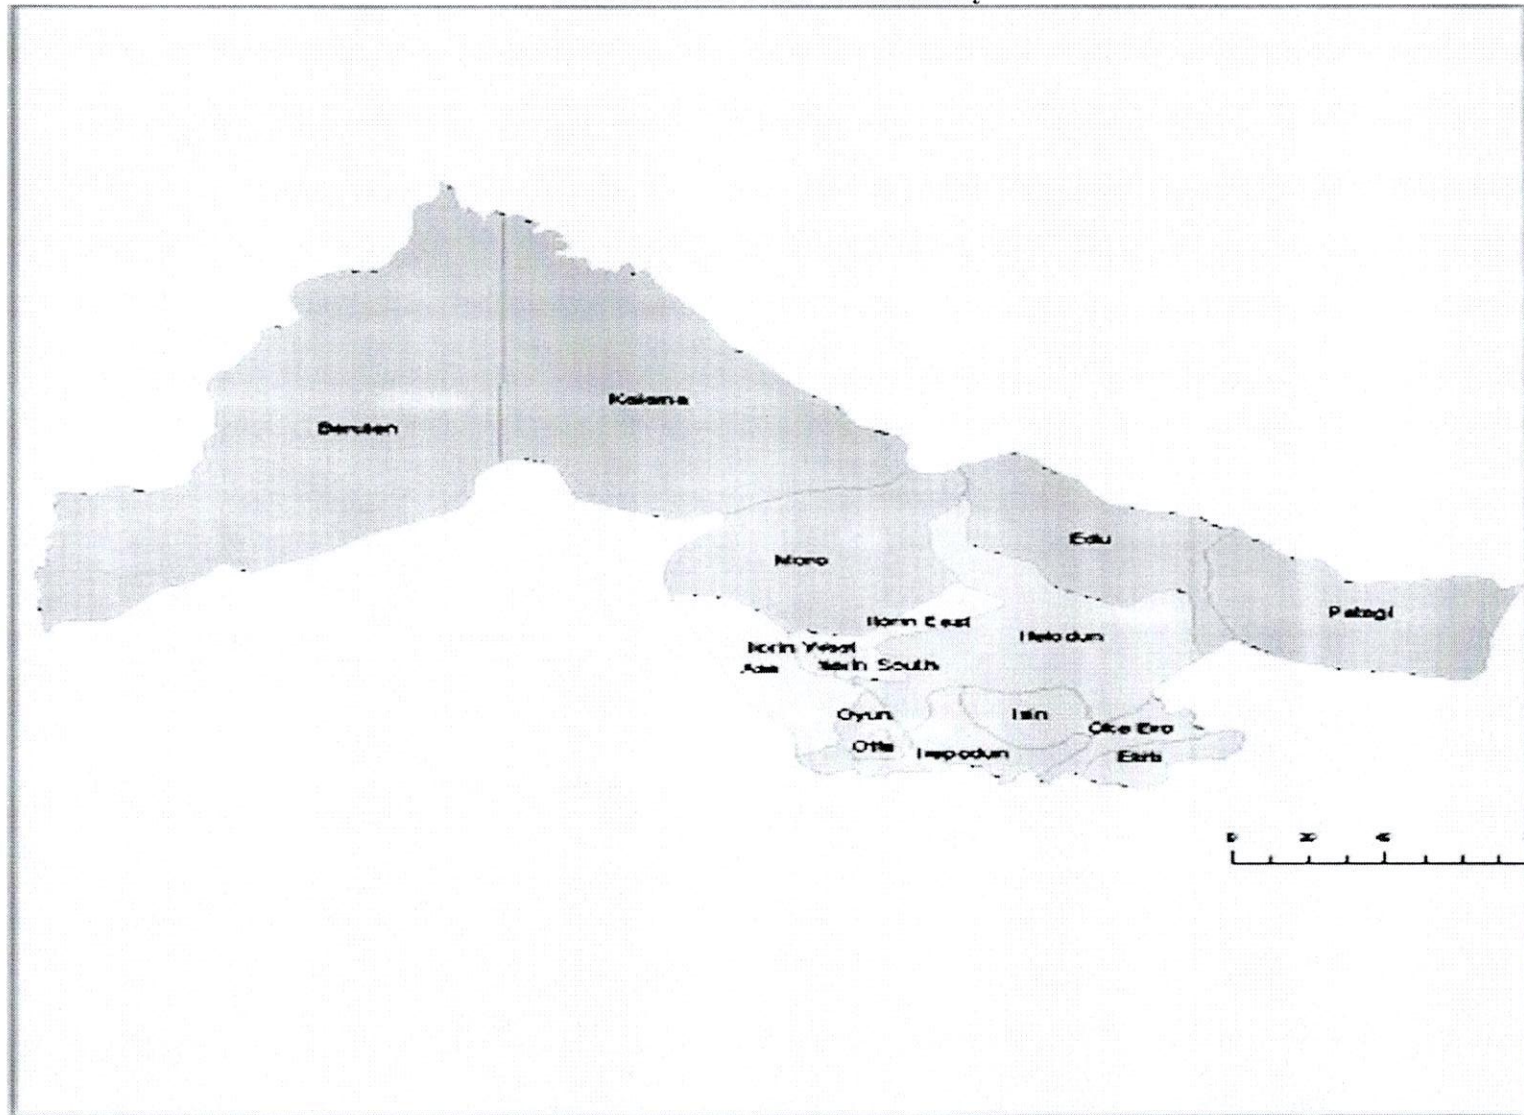 Kaiama
Baruten
Edu
Moro
Patigi
Ilorin East
Ifelodun
Ilorin West
Asa
Ilorin South
Oyun
Isin
Oke Ero
Offa
Irepodun
Ekiti
0 20 40